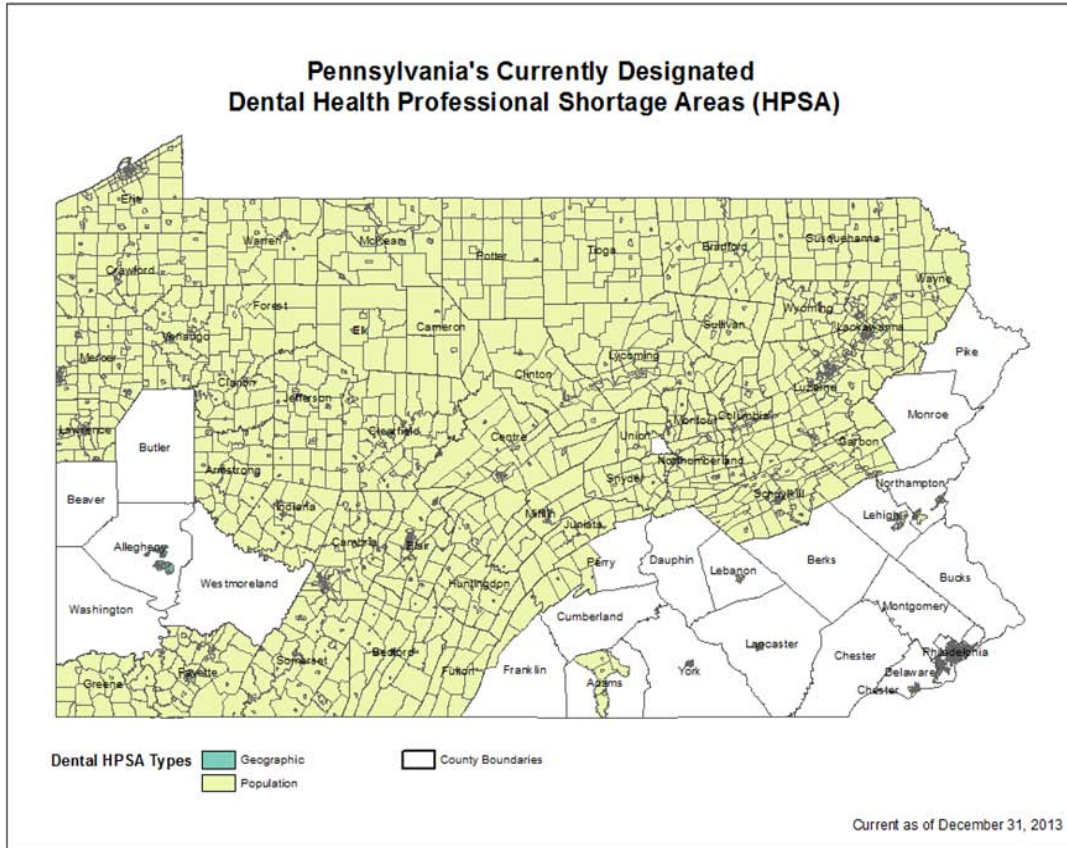 Pennsylvania's Currently Designated
Dental Health Professional Shortage Areas (HPSA)
Erie
Warren
McKean
Potter
Tioga
Bradford
Susquehanna
Wayne
Crawford
Forest
Elk
Cameron
Sullivan
Wyoming
Lackawanna
Venango
Mercer
Clinton
Lycoming
Pike
Clarion
Jefferson
Luzerne
Monroe
Lawrence
Butler
Clearfield
Centre
Union
Montour
Columbia
Carbon
Armstrong
Northumberland
Snyder
Northampton
Beaver
Indiana
Mifflin
Juniata
Schuylkill
Lehigh
Allegheny
Cambria
Blair
Perry
Dauphin
Lebanon
Berks
Bucks
Westmoreland
Huntingdon
Washington
Cumberland
Montgomery
Lancaster
Philadelphia
Somerset
Bedford
Fulton
Franklin
Adams
York
Chester
Delaware
Chester
Greene
Fayette
Dental HPSA Types
Geographic
Population
County Boundaries
Current as of December 31, 2013